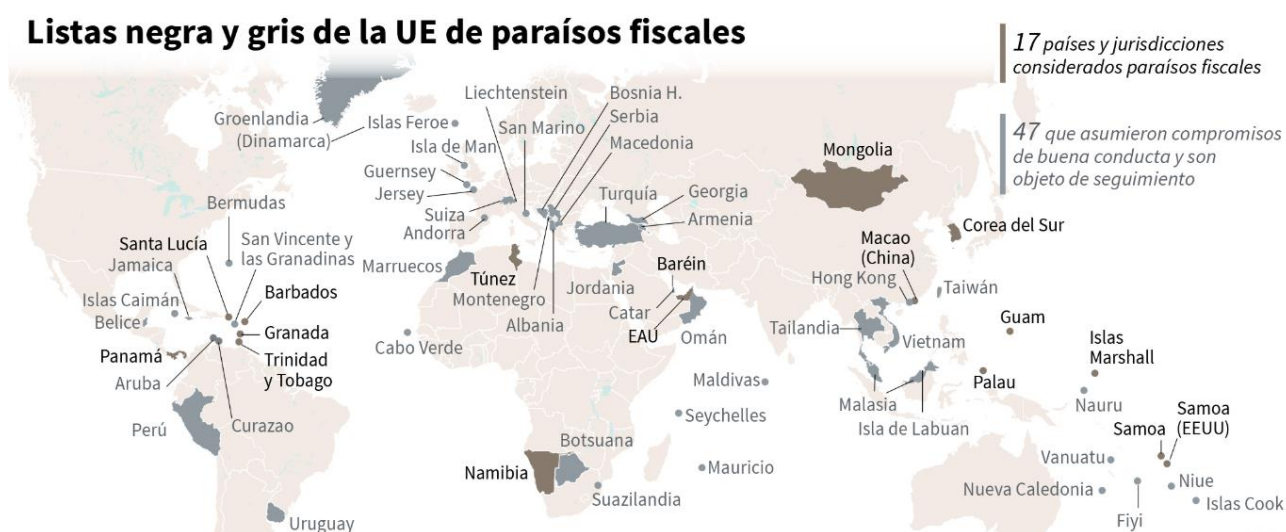 Listas negra y gris de la UE de paraísos fiscales
17 países y jurisdicciones
considerados paraísos fiscales
47 que asumieron compromisos
de buena conducta y son
objeto de seguimiento
Groenlandia
(Dinamarca)
Islas Feroe
Isla de Man
Guernsey
Jersey
Suiza
Andorra
Liechtenstein
San Marino
Bosnia H.
Serbia
Macedonia
Turquía
Georgia
Armenia
Mongolia
Corea del Sur
Bermudas
Santa Lucía
Jamaica
San Vincente y
las Granadinas
Islas Caimán
Belice
Barbados
Granada
Panamá
Trinidad
y Tobago
Aruba
Curazao
Perú
Uruguay
Marruecos
Túnez
Montenegro
Albania
Jordania
Baréin
Catar
EAU
Omán
Cabo Verde
Macao
(China)
Hong Kong
Taiwán
Tailandia
Vietnam
Guam
Islas
Marshall
Palau
Nauru
Maldivas
Seychelles
Malasia
Isla de Labuan
Samoa
Samoa
(EEUU)
Botsuana
Namibia
Mauricio
Suazilandia
Vanuatu
Nueva Caledonia
Fiyi
Niue
Islas Cook